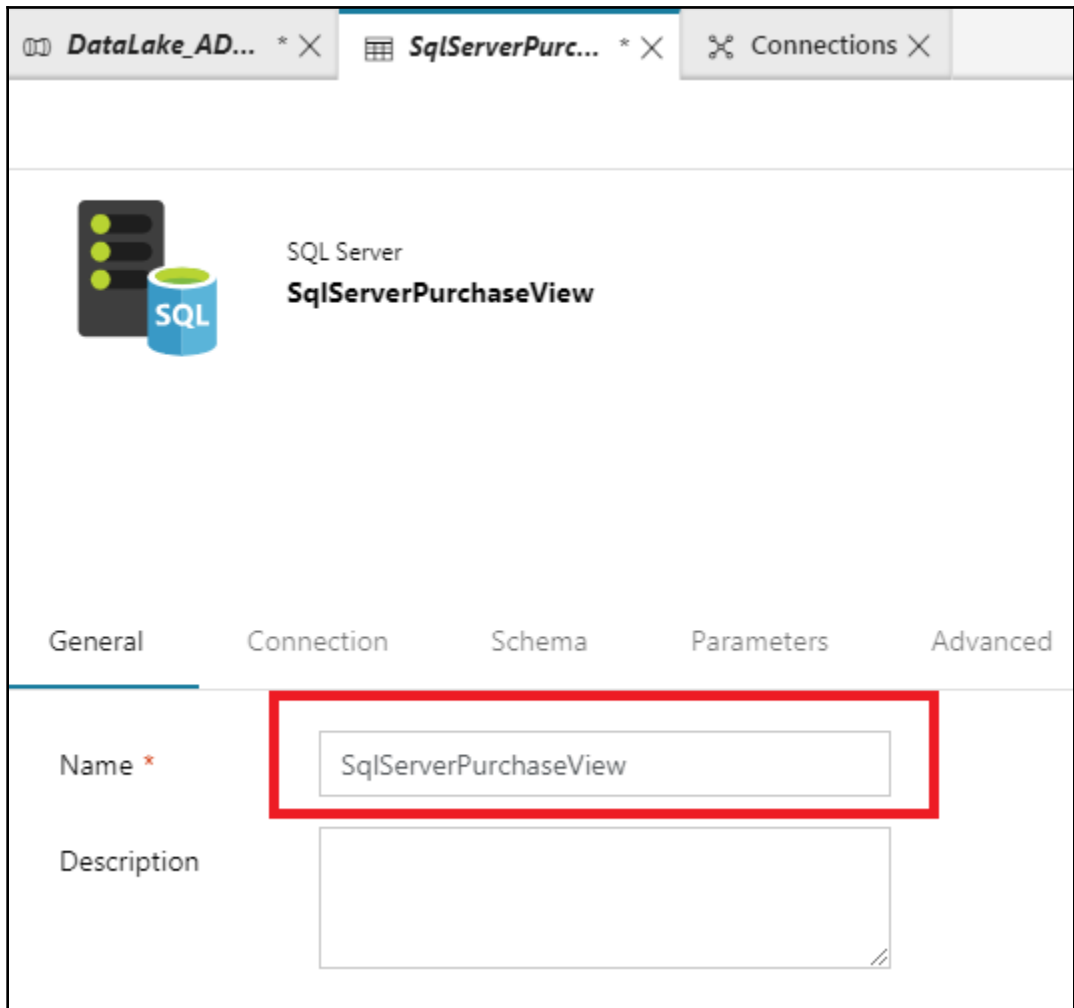 DataLake_AD... * SqlServerPurc... * Connections
SQL Server
SqlServerPurchaseView
SQL
General Connection Schema Parameters Advanced
Name * SqlServerPurchaseView
Description